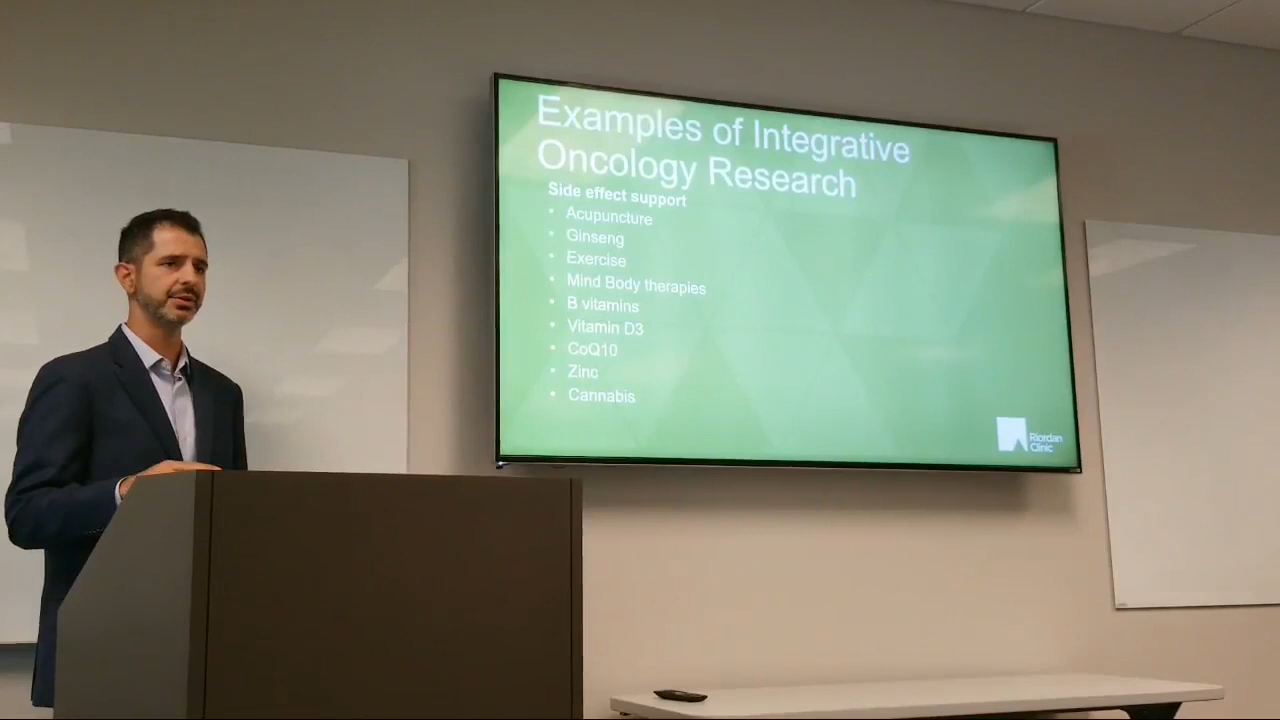 Examples of Integrative
Oncology Research
Side effect support
• Acupuncture
• Ginseng
• Exercise
• Mind Body therapies
• B vitamins
• Vitamin D3
• CoQ10
• Zinc
• Cannabis
Riordan
Clinic